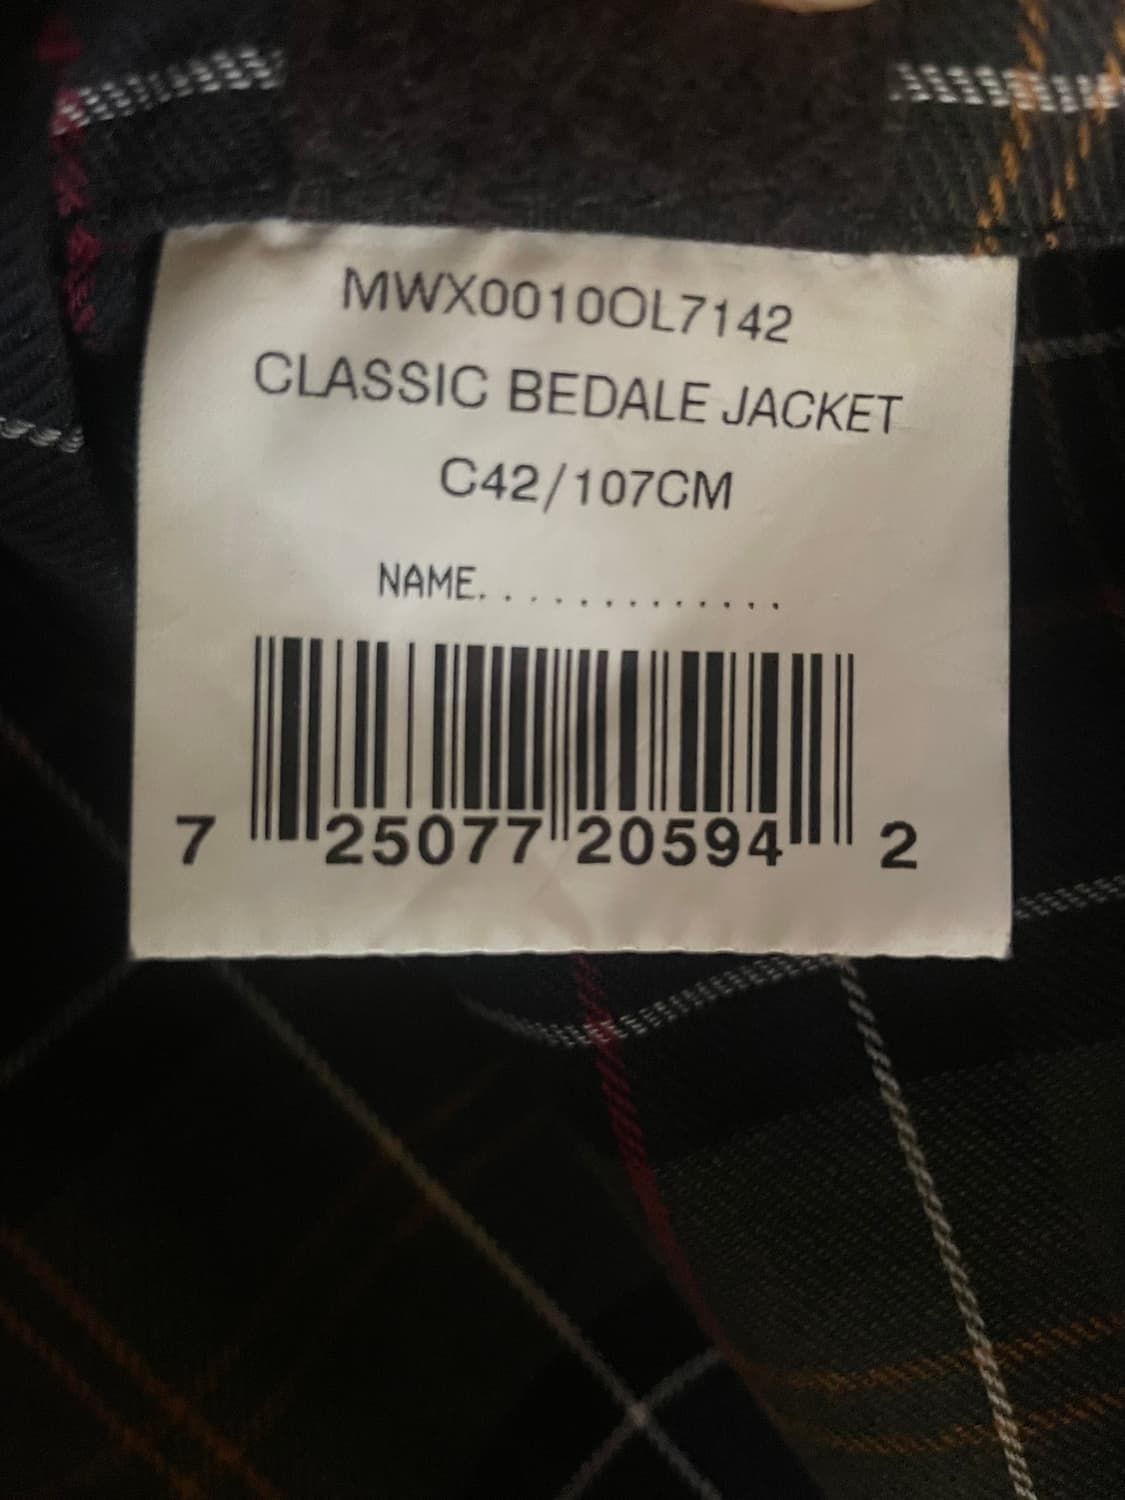 MWX0010OL7142
CLASSIC BEDALE JACKET
C42/107CM
NAME. . . . . . . . . . . . .
7 25077 20594 2